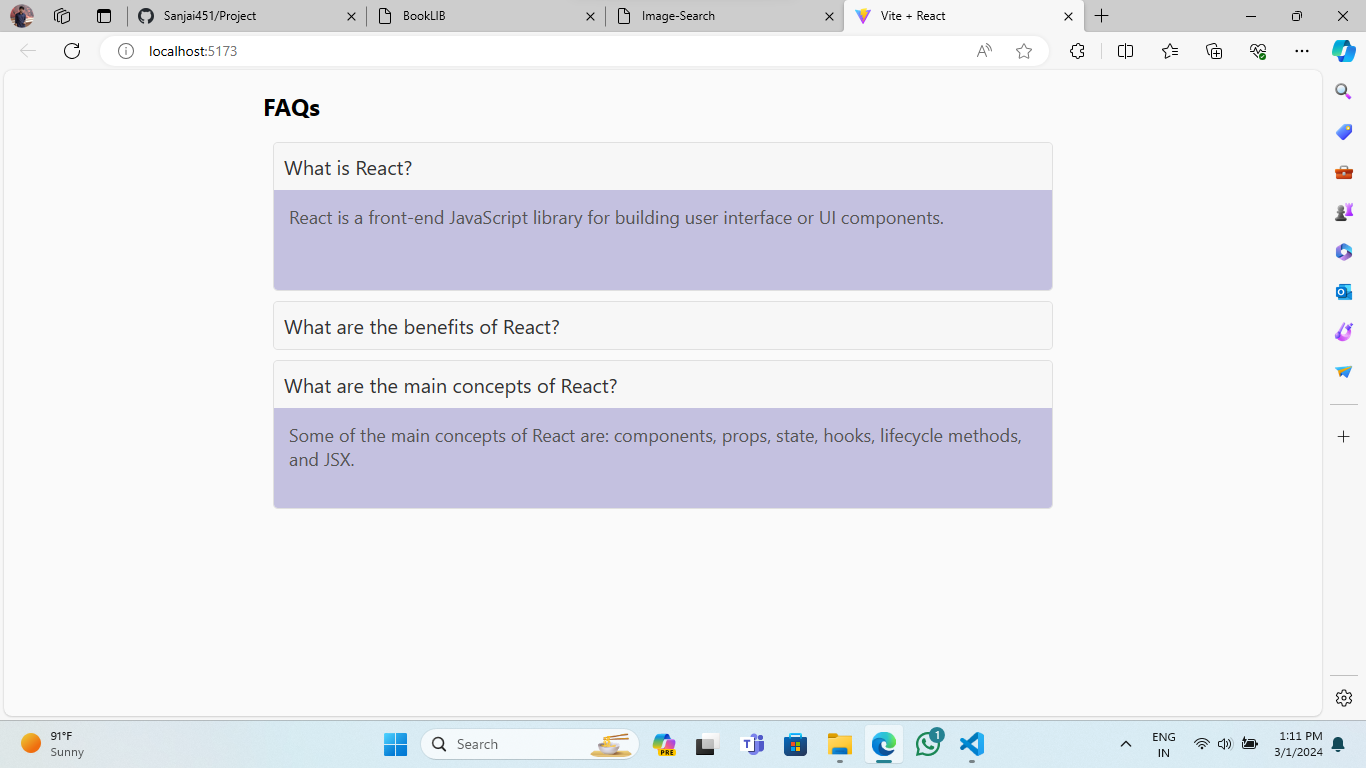 Sanjai451/Project
BookLIB
Image-Search
Vite + React
localhost:5173
FAQs
What is React?
React is a front-end JavaScript library for building user interface or UI components.
What are the benefits of React?
What are the main concepts of React?
Some of the main concepts of React are: components, props, state, hooks, lifecycle methods,
and JSX.
91°F
Sunny
Search
PRE
1
ENG
IN
1:11 PM
3/1/2024